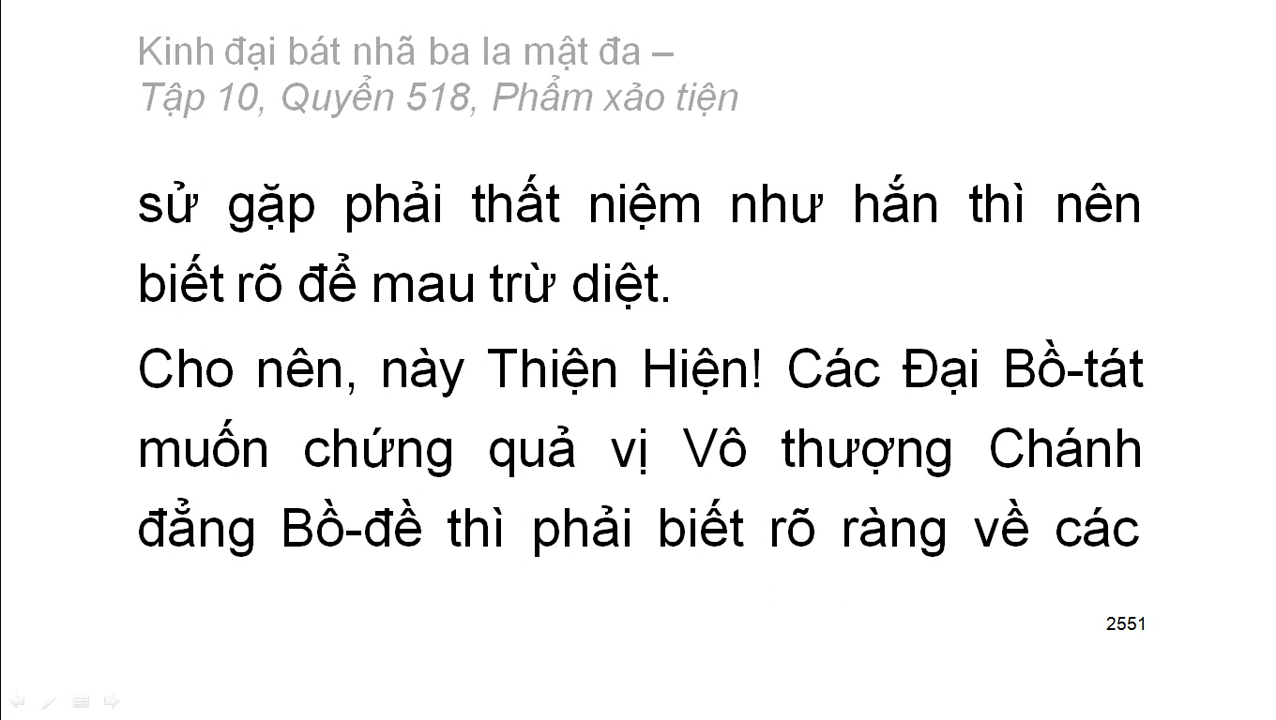 Kinh đại bát nhã ba la mật đa –
Tập 10, Quyển 518, Phẩm xảo tiện
sử gặp phải thất niệm như hắn thì nên
biết rõ để mau trừ diệt.
Cho nên, này Thiện Hiện! Các Đại Bồ-tát
muốn chứng quả vị Vô thượng Chánh
đẳng Bồ-đề thì phải biết rõ ràng về các
2551